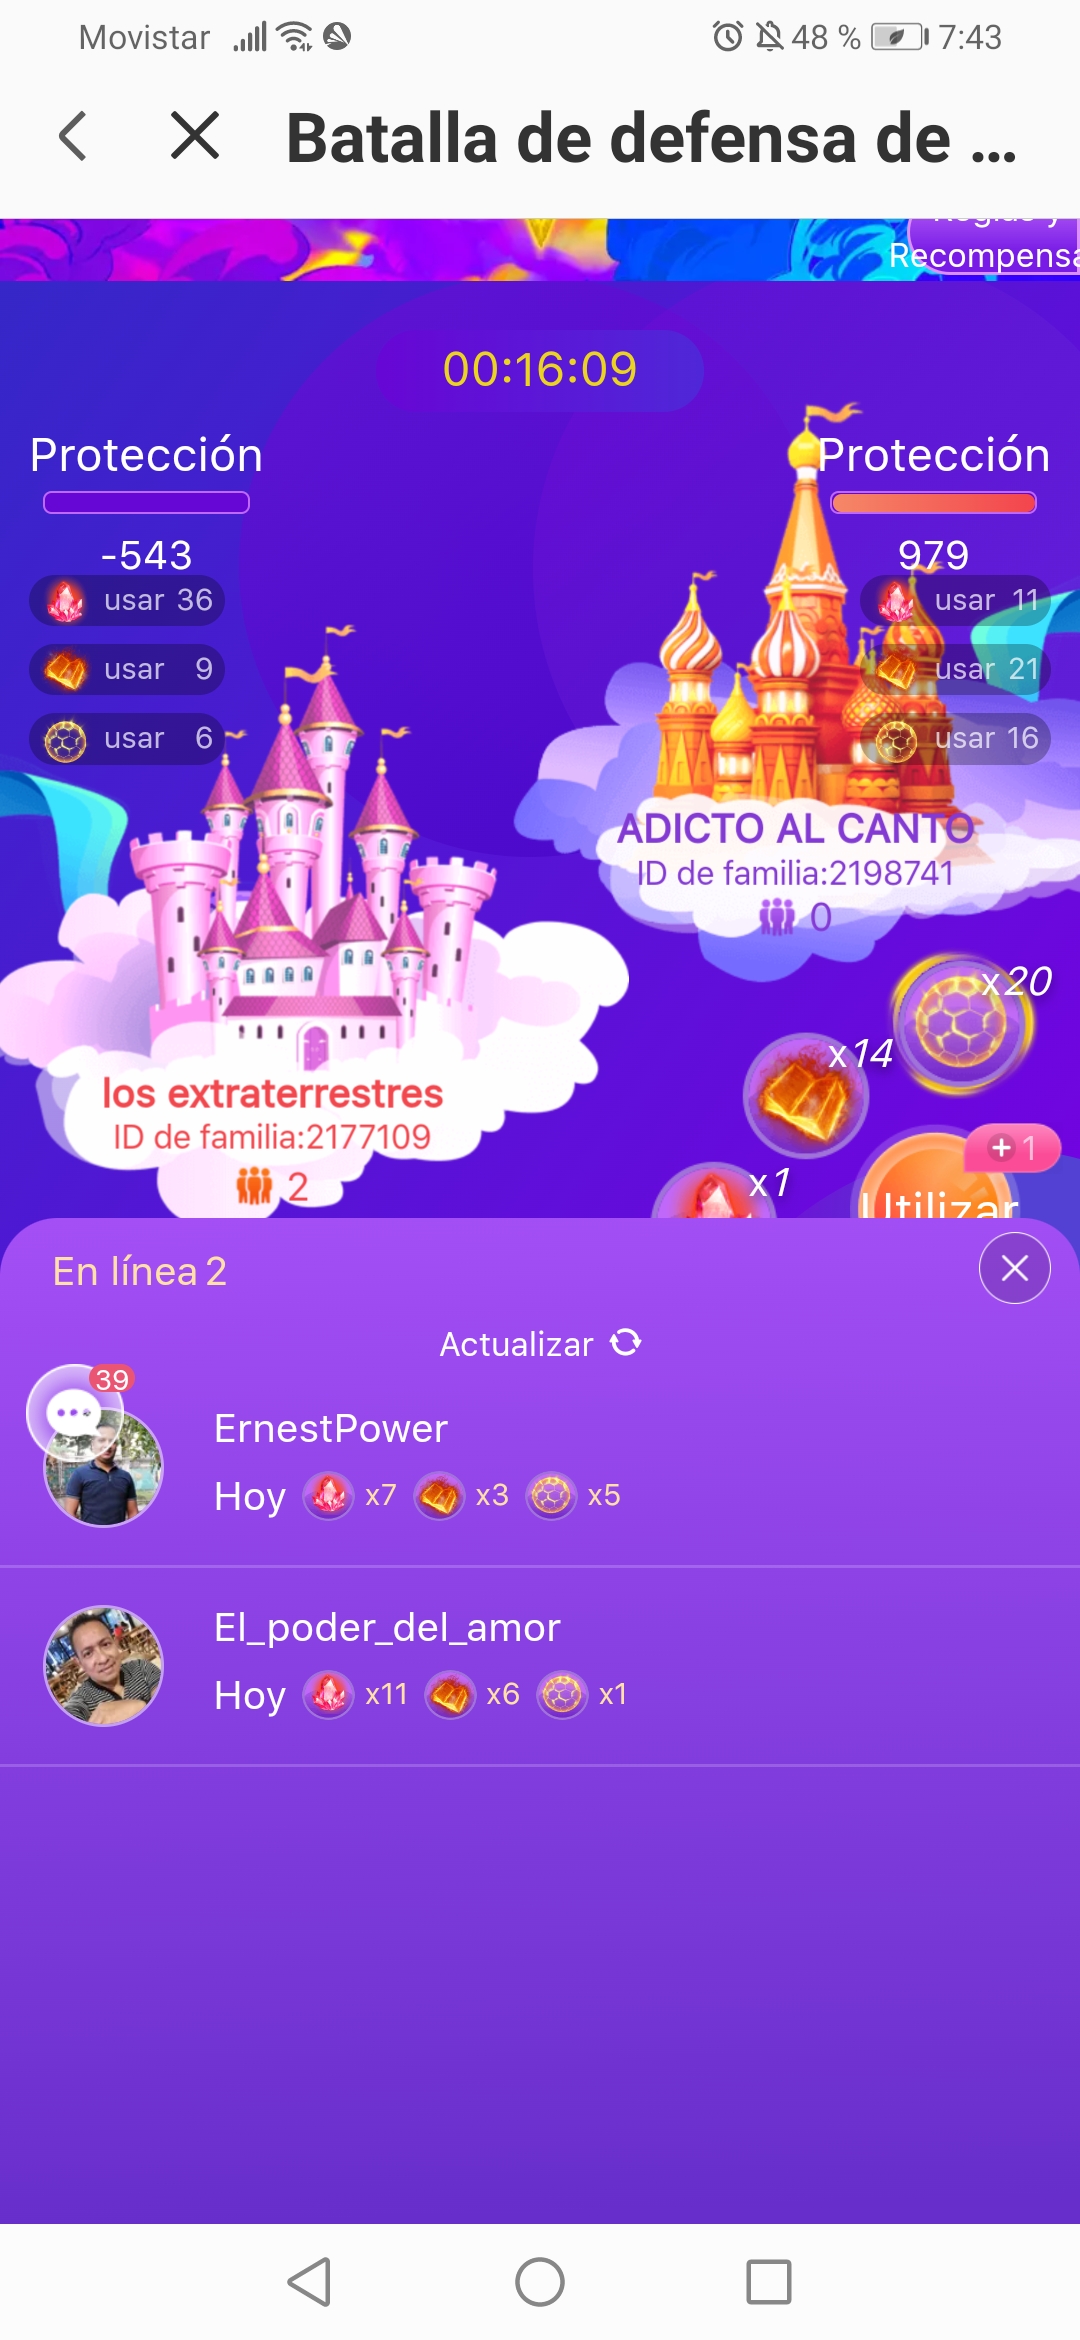 Movistar 48 % 7:43
Batalla de defensa de ...
Reglas y
Recompensa
00:16:09
Protección
-543
usar 36
usar 9
usar 6
Protección
979
usar 11
usar 21
usar 16
ADICTO AL CANTO
ID de familia:2198741
0
los extraterrestres
ID de familia:2177109
2
x20
x14
x1
+ 1
Utilizar
En línea 2
Actualizar
39
ErnestPower
Hoy x7 x3 x5
El_poder_del_amor
Hoy x11 x6 x1